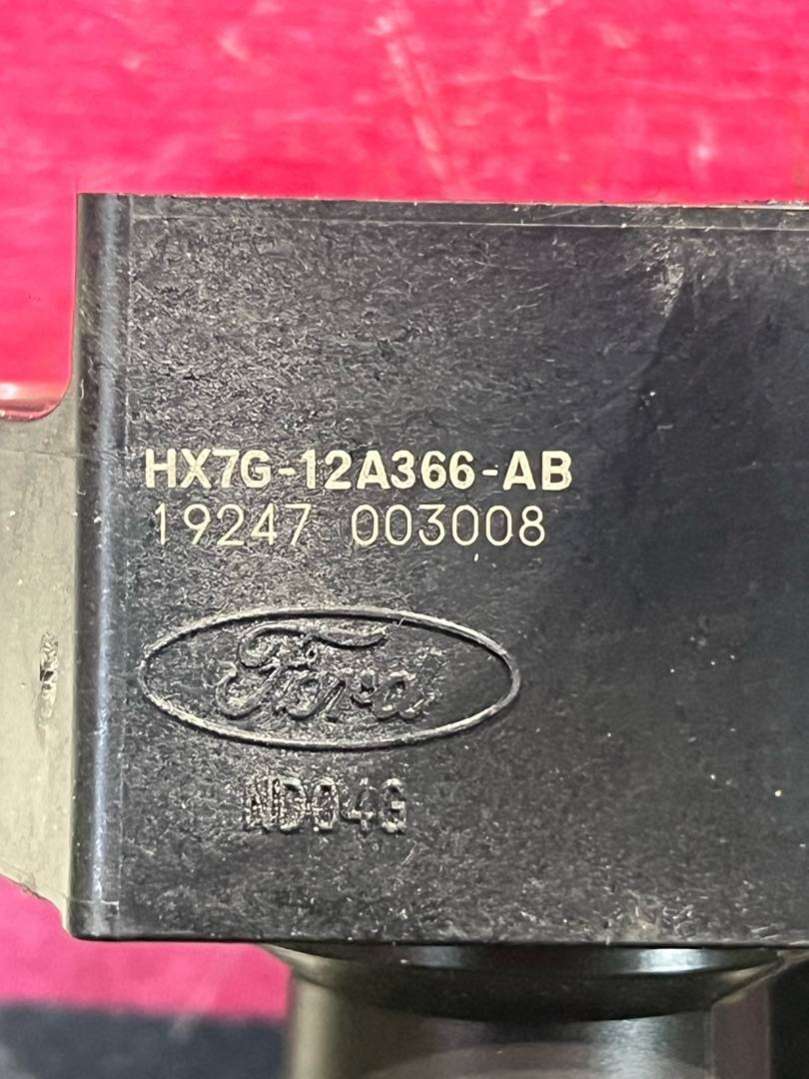 HX7G-12A366-AB
19247 003008
Ford
ND04G